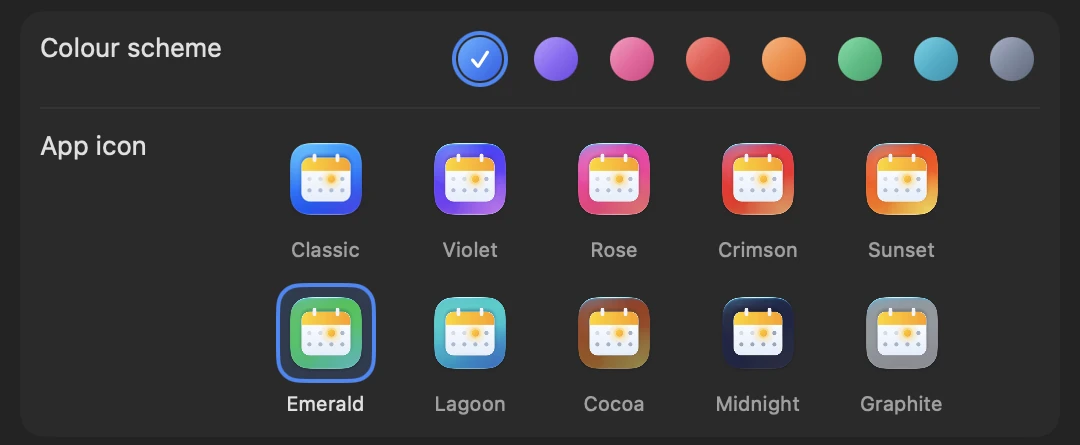 Colour scheme
App icon
Classic Violet Rose Crimson Sunset
Emerald Lagoon Cocoa Midnight Graphite